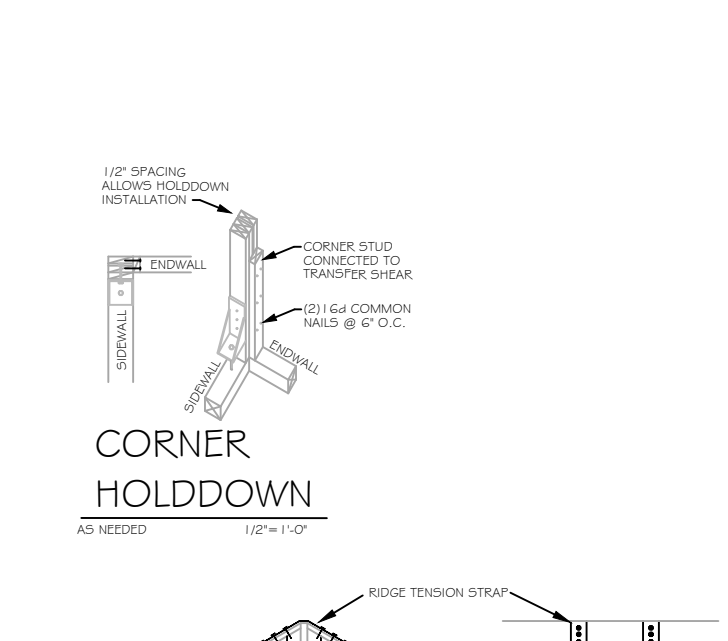 1/2" SPACING
ALLOWS HOLDDOWN
INSTALLATION
CORNER STUD
CONNECTED TO
TRANSFER SHEAR
ENDWALL
(2)16d COMMON
NAILS @ 6" O.C.
SIDEWALL
ENDWALL
SIDEWALL
CORNER
HOLDDOWN
AS NEEDED 1/2"=1'-0"
RIDGE TENSION STRAP